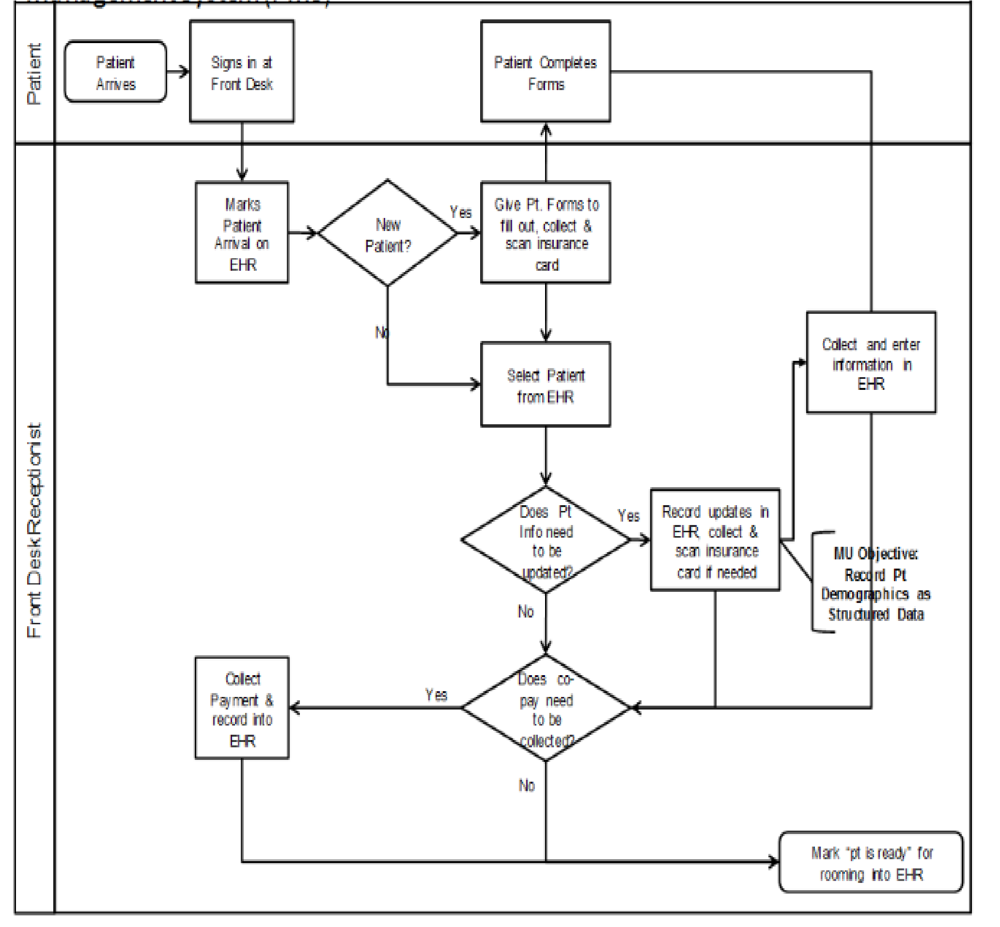 Patient
Patient
Arrives
Signs in at
Front Desk
Patient Completes
Forms
Front Desk Receptionist
Marks
Patient
Arrival on
EHR
New
Patient?
Yes
No
Give Pt. Forms to
fill out, collect &
scan insurance
card
Select Patient
from EHR
Collect and enter
information in
EHR
Does Pt
Info need
to be
updated?
Yes
No
Record updates in
EHR, collect &
scan insurance
card if needed
MU Objective:
Record Pt
Demographics as
Structured Data
Does co-
pay need
to be
collected?
Yes
No
Collect
Payment &
record into
EHR
Mark “pt is ready” for
rooming into EHR